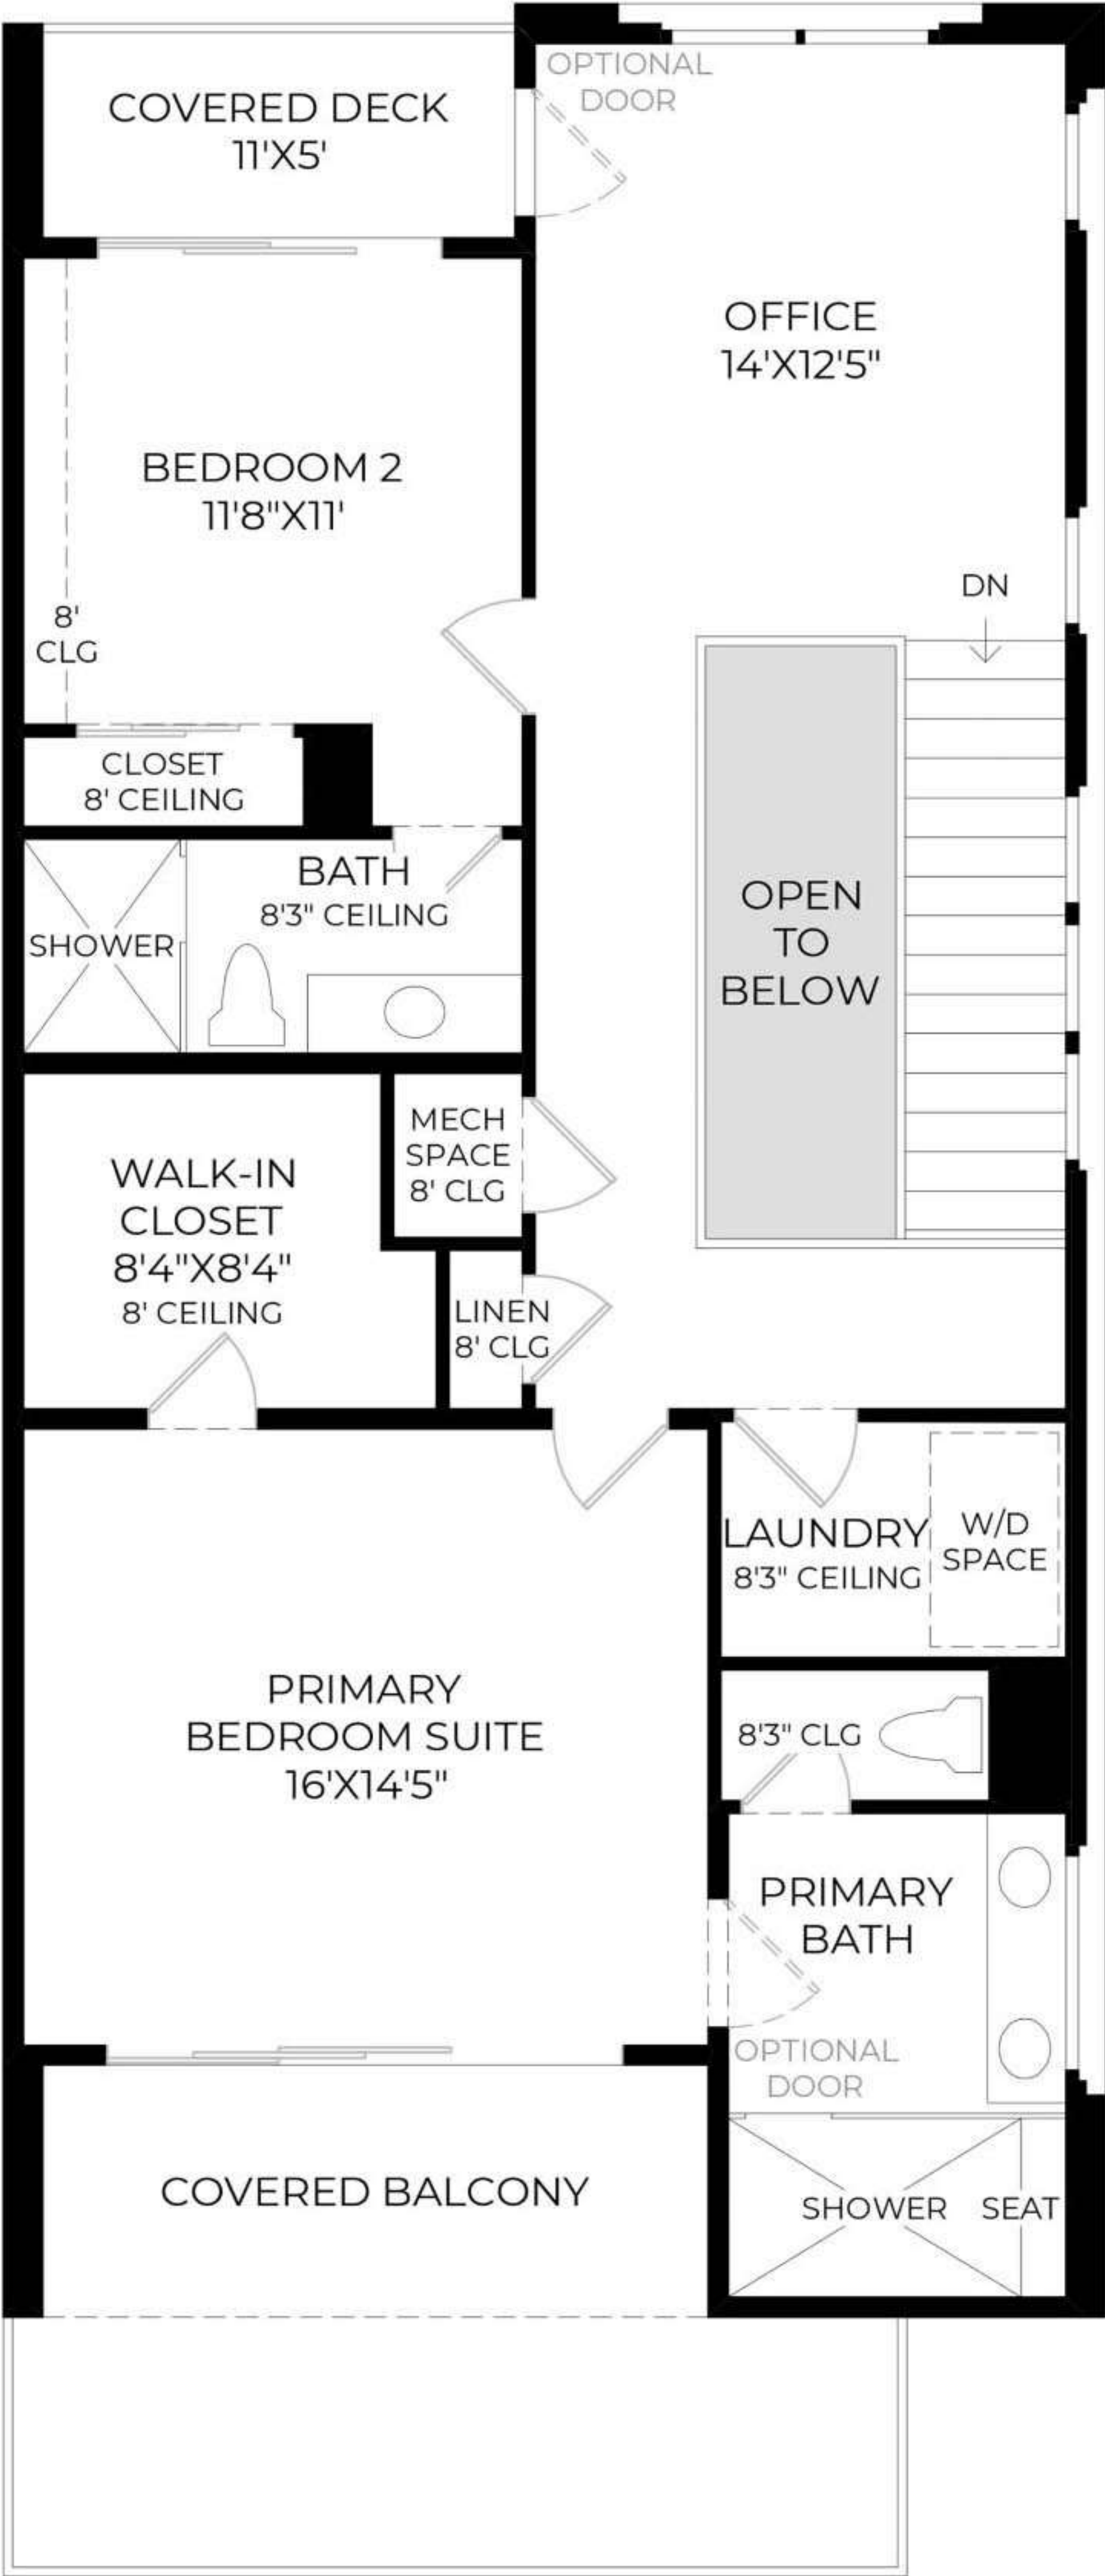 OPTIONAL
DOOR
COVERED DECK
11'X5'
OFFICE
14'X12'5"
BEDROOM 2
11'8"X11'
DN
8'
CLG
CLOSET
8' CEILING
BATH
8'3" CEILING
SHOWER
OPEN
TO
BELOW
MECH
SPACE
8' CLG
WALK-IN
CLOSET
8'4"X8'4"
8' CEILING
LINEN
8' CLG
LAUNDRY
8'3" CEILING
W/D
SPACE
PRIMARY
BEDROOM SUITE
16'X14'5"
8'3" CLG
PRIMARY
BATH
OPTIONAL
DOOR
COVERED BALCONY
SHOWER
SEAT